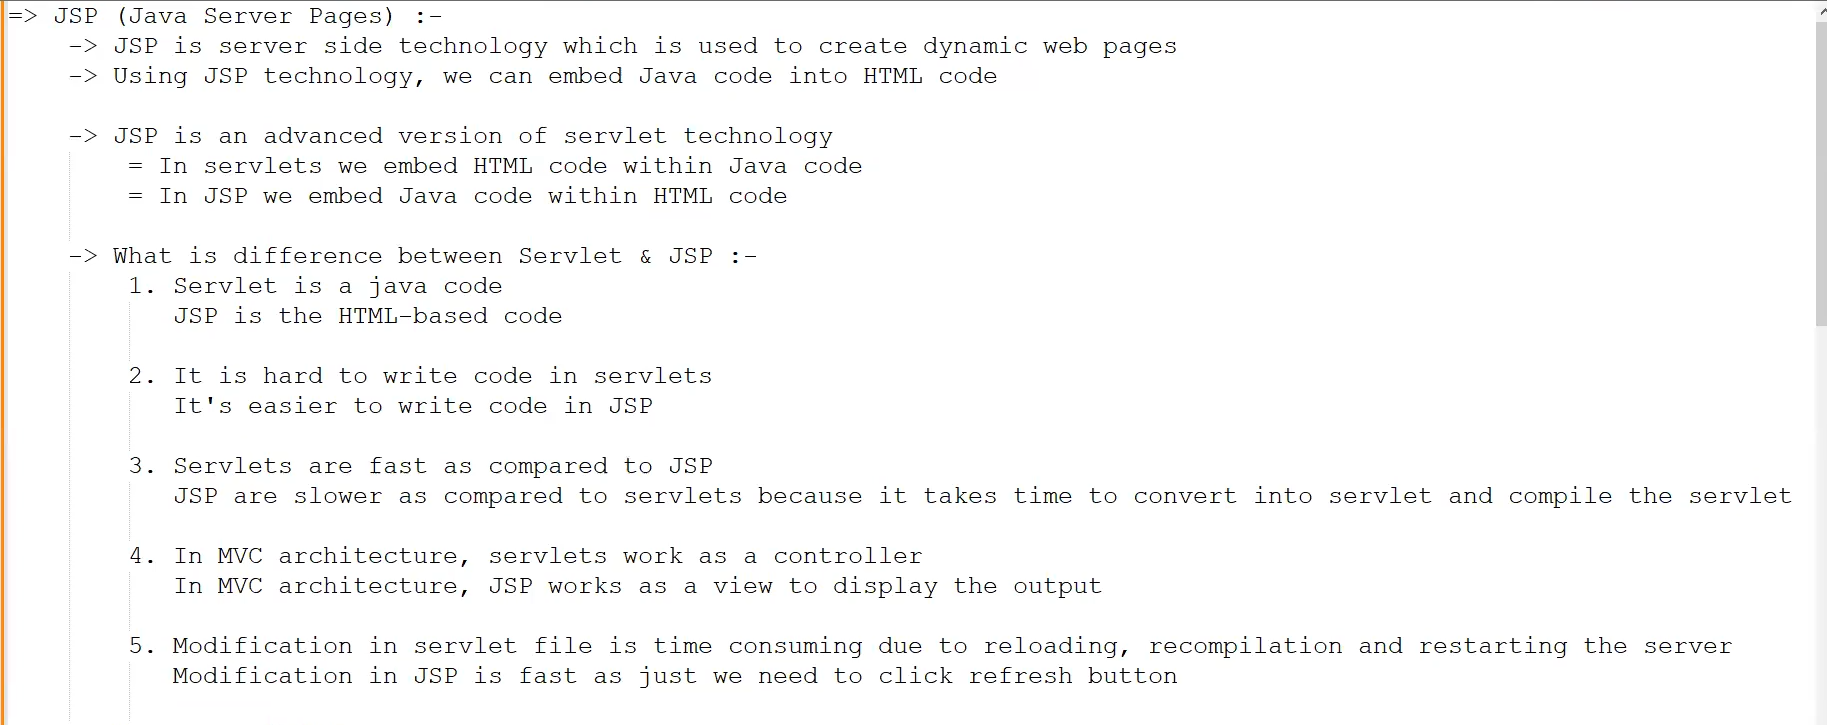 => JSP (Java Server Pages) :-
-> JSP is server side technology which is used to create dynamic web pages
-> Using JSP technology, we can embed Java code into HTML code
-> JSP is an advanced version of servlet technology
= In servlets we embed HTML code within Java code
= In JSP we embed Java code within HTML code
-> What is difference between Servlet & JSP :-
1. Servlet is a java code
JSP is the HTML-based code
2. It is hard to write code in servlets
It's easier to write code in JSP
3. Servlets are fast as compared to JSP
JSP are slower as compared to servlets because it takes time to convert into servlet and compile the servlet
4. In MVC architecture, servlets work as a controller
In MVC architecture, JSP works as a view to display the output
5. Modification in servlet file is time consuming due to reloading, recompilation and restarting the server
Modification in JSP is fast as just we need to click refresh button